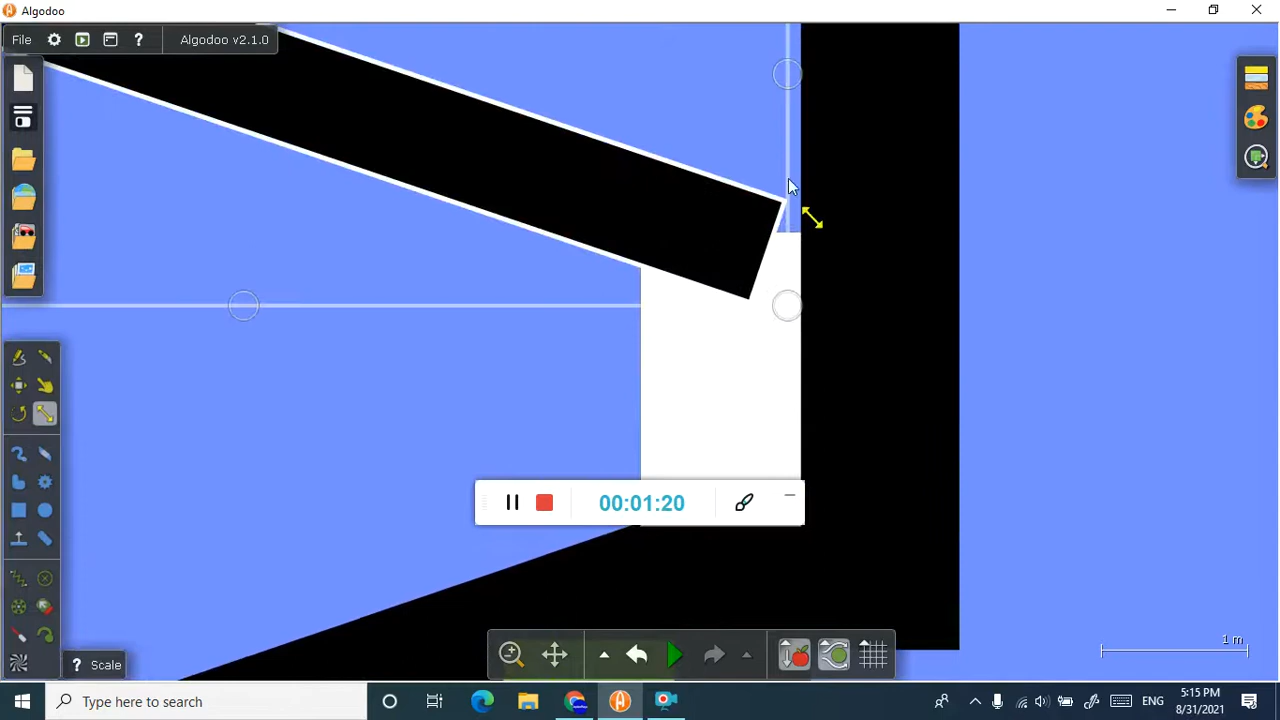 Algodoo
File
Algodoo v2.1.0
00:01:20
Scale
1 m
Type here to search
ENG
5:15 PM
8/31/2021